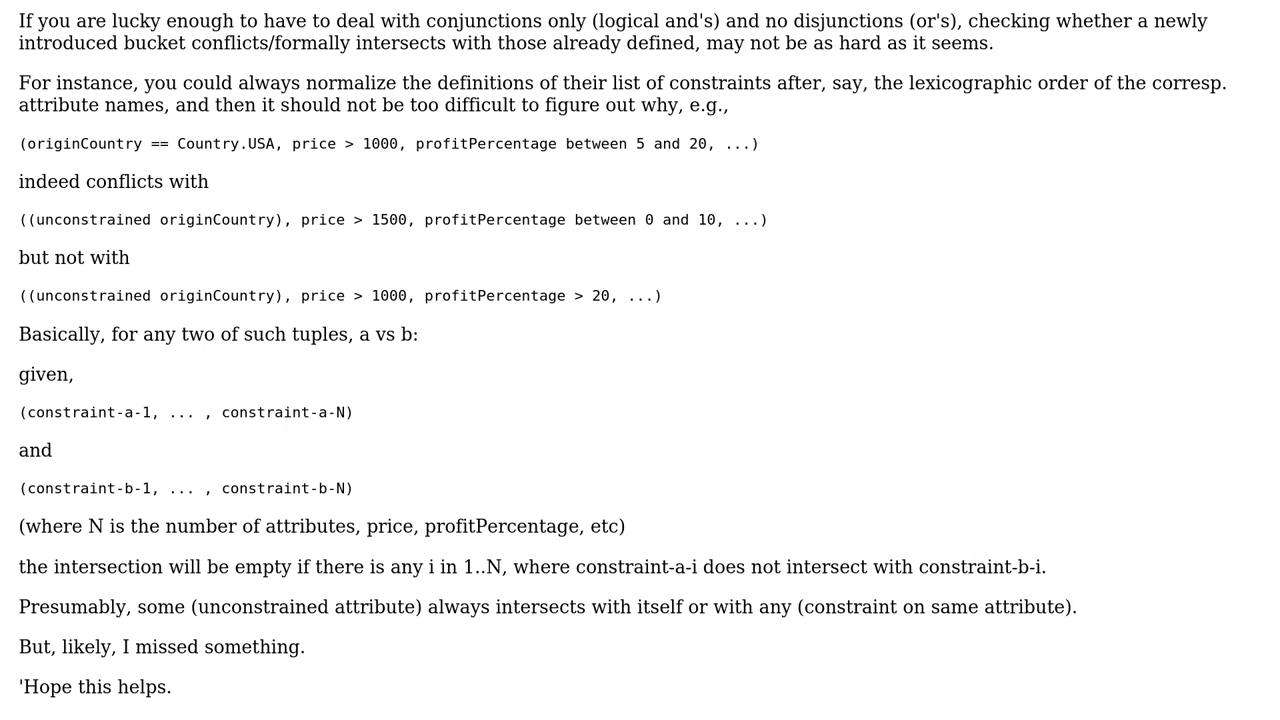 If you are lucky enough to have to deal with conjunctions only (logical and's) and no disjunctions (or's), checking whether a newly
introduced bucket conflicts/formally intersects with those already defined, may not be as hard as it seems.
For instance, you could always normalize the definitions of their list of constraints after, say, the lexicographic order of the corresp.
attribute names, and then it should not be too difficult to figure out why, e.g.,
(originCountry == Country.USA, price > 1000, profitPercentage between 5 and 20, ...)
indeed conflicts with
((unconstrained originCountry), price > 1500, profitPercentage between 0 and 10, ...)
but not with
((unconstrained originCountry), price > 1000, profitPercentage > 20, ...)
Basically, for any two of such tuples, a vs b:
given,
(constraint-a-1, ... , constraint-a-N)
and
(constraint-b-1, ... , constraint-b-N)
(where N is the number of attributes, price, profitPercentage, etc)
the intersection will be empty if there is any i in 1..N, where constraint-a-i does not intersect with constraint-b-i.
Presumably, some (unconstrained attribute) always intersects with itself or with any (constraint on same attribute).
But, likely, I missed something.
'Hope this helps.